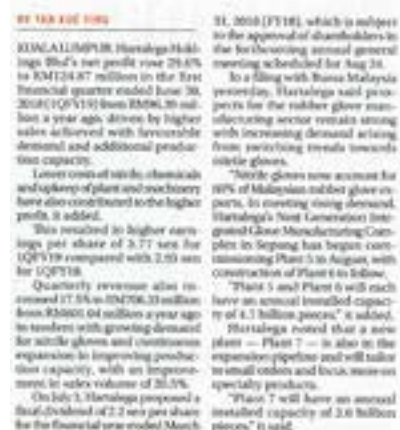 BY TAN XUE YING
KUALA LUMPUR: Hartalega Hold-
ings Bhd's net profit rose 29.6%
to RM124.87 million in the first
financial quarter ended June 30,
2018 (1QFY19) from RM96.39 mil-
lion a year ago, driven by higher
sales achieved with favourable
demand and additional produc-
tion capacity.
Lower costs of nitrile, chemicals
and upkeep of plant and machinery
have also contributed to the higher
profit, it added.
This resulted in higher earn-
ings per share of 3.77 sen for
1QFY19 compared with 2.93 sen
for 1QFY18.
Quarterly revenue also in-
creased 17.5% to RM706.33 million
from RM601.04 million a year ago
in tandem with growing demand
for nitrile gloves and continuous
expansion in improving produc-
tion capacity, with an improve-
ment in sales volume of 20.5%.
On July 3, Hartalega proposed a
final dividend of 2.2 sen per share
for the financial year ended March
31, 2018 (FY18), which is subject
to the approval of shareholders in
the forthcoming annual general
meeting scheduled for Aug
In a filing with Bursa Malaysia
yesterday, Hartalega said pros-
pects for the rubber glove man-
ufacturing sector remain strong
with increasing demand arising
from switching trends towards
nitrile gloves.
"Nitrile gloves now account for
60% of Malaysian rubber glove ex-
ports. In meeting rising demand,
Hartalega's Next Generation Inte-
grated Glove Manufacturing Com-
plex in Sepang has begun com-
missioning Plant 5 in August, with
construction of Plant 6 to follow.
"Plant 5 and Plant 6 will each
have an annual installed capaci-
ty of 4.7 billion pieces," it added.
Hartalega noted that a new
plant — Plant 7 — is also in the
expansion pipeline and will tailor
to small orders and focus more on
specialty products.
"Plant 7 will have an annual
installed capacity of 2.6 billion
pieces," it said.